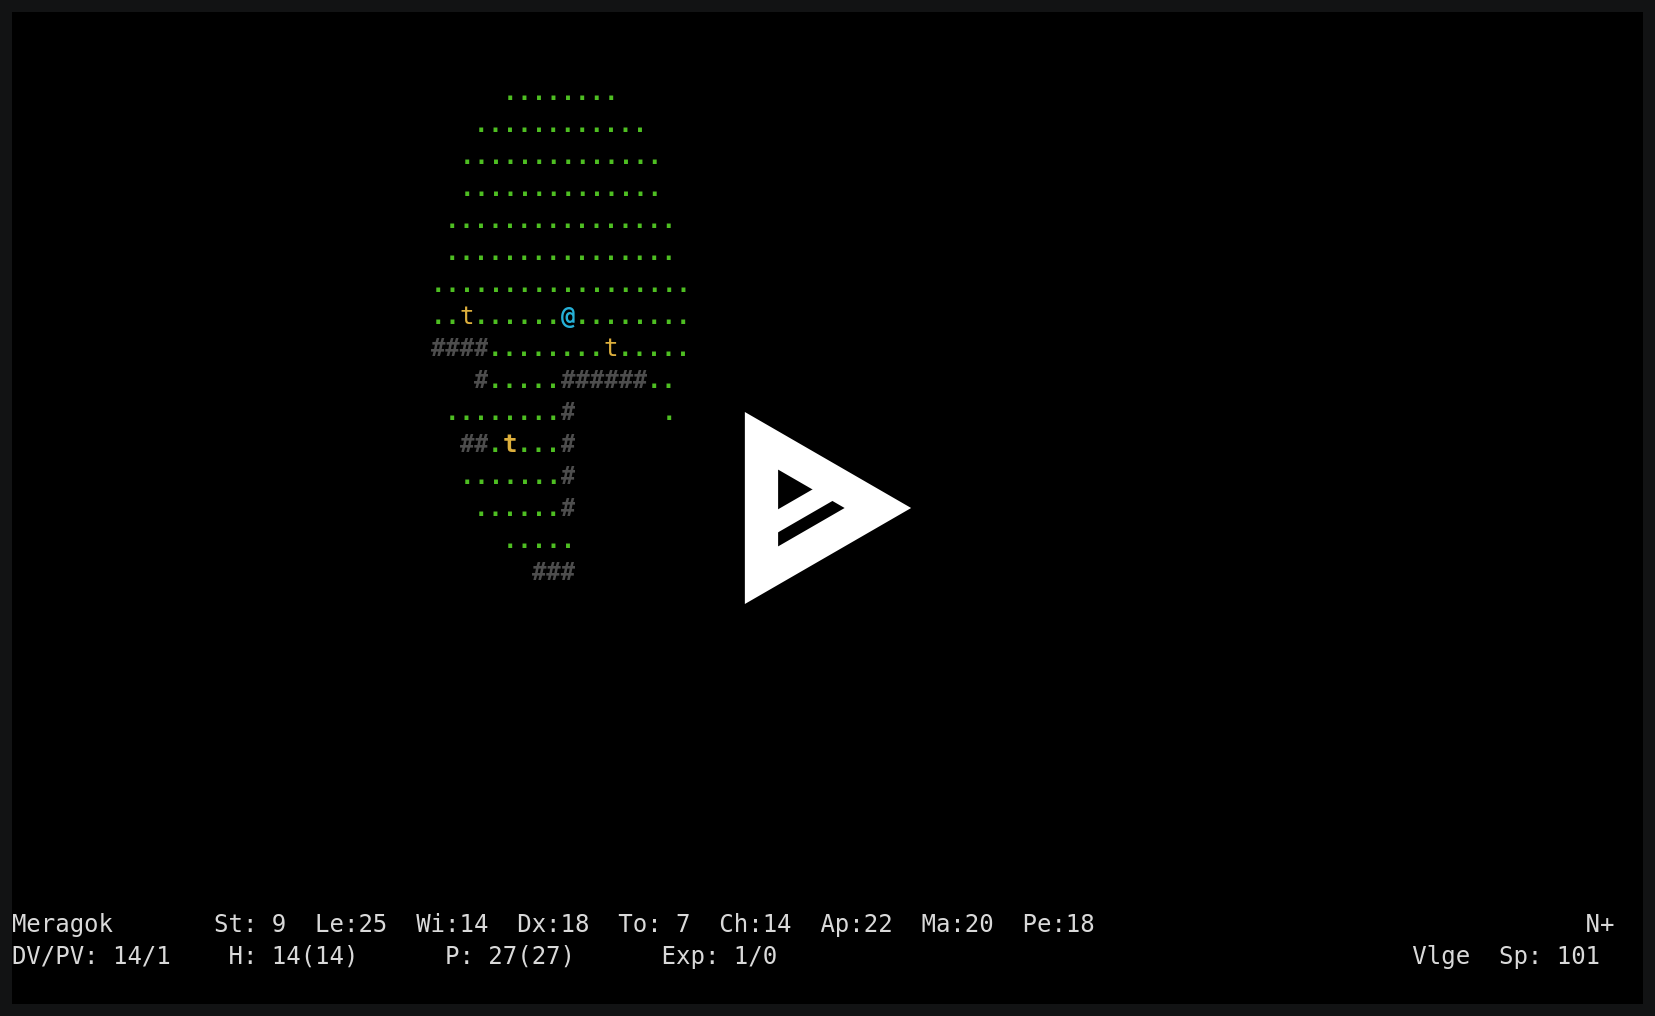 ........
...........
.............
.............
...............
...............
..................
..t......@........
####........t.....
#.....######..
........# .
##.t...#
.......#
......#
.....
###
Meragok St: 9 Le:25 Wi:14 Dx:18 To: 7 Ch:14 Ap:22 Ma:20 Pe:18 N+
DV/PV: 14/1 H: 14(14) P: 27(27) Exp: 1/0 Vlge Sp: 101